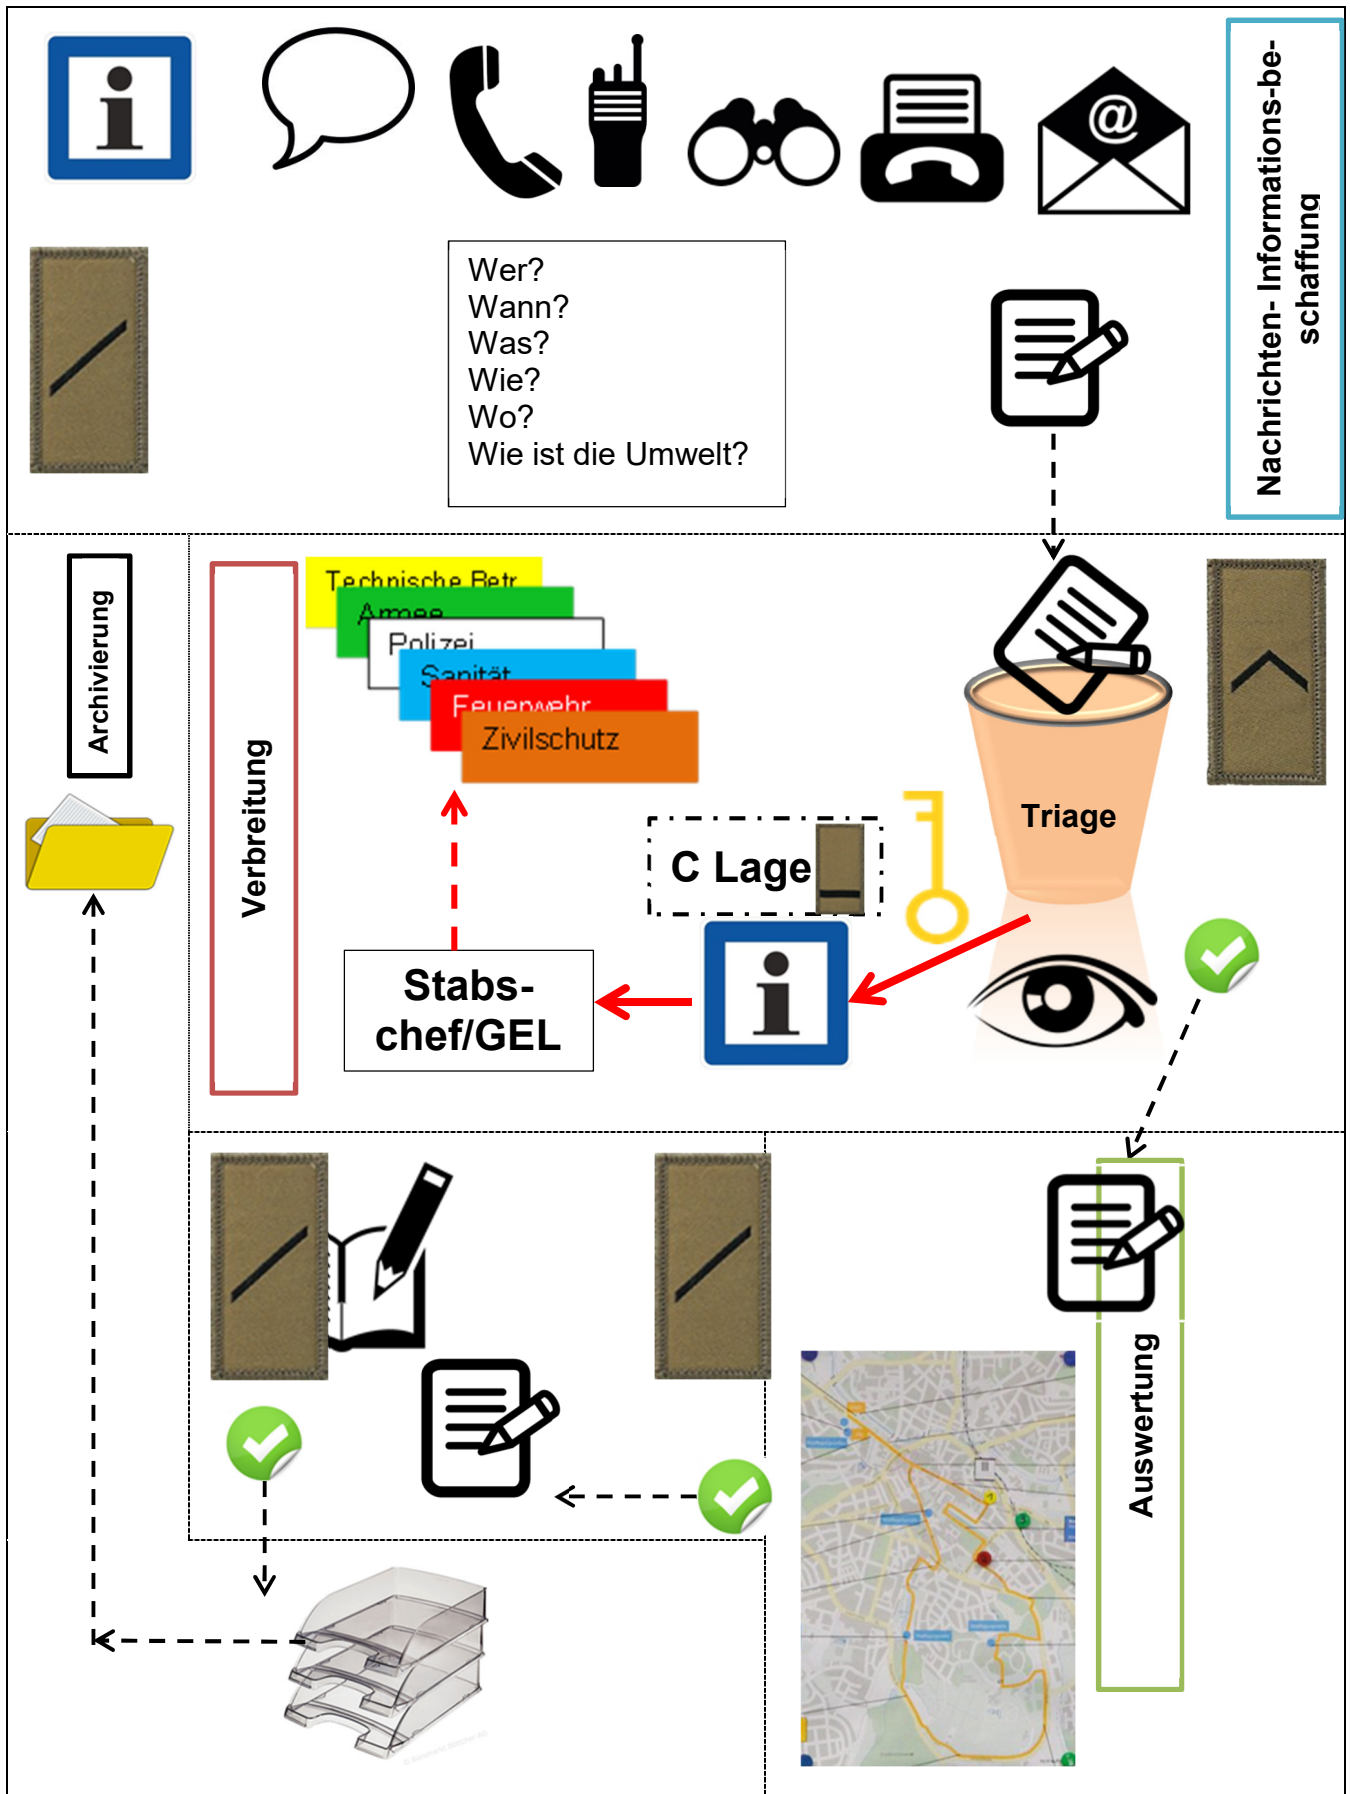 Nachrichten- Informations-be-
schaffung
Wer?
Wann?
Was?
Wie?
Wo?
Wie ist die Umwelt?
Archivierung
Verbreitung
Technische Betr.
Armee
Polizei
Sanität
Feuerwehr
Zivilschutz
Triage
C Lage
Stabs-
chef/GEL
Auswertung